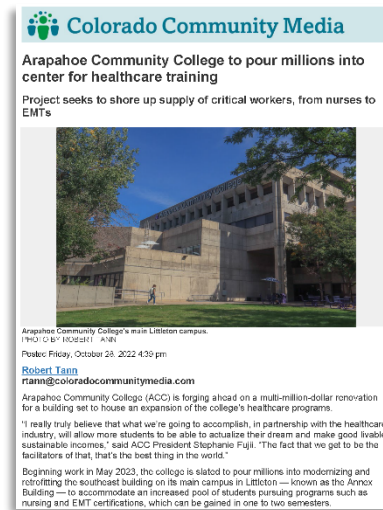 Colorado Community Media
Arapahoe Community College to pour millions into
center for healthcare training
Project seeks to shore up supply of critical workers, from nurses to
EMTs
Arapahoe Community College's main Littleton campus.
PHOTO BY ROBERT TANN
Posted Friday, October 28, 2022 4:39 pm
Robert Tann
rtann@coloradocommunitymedia.com
Arapahoe Community College (ACC) is forging ahead on a multi-million-dollar renovation
for a building set to house an expansion of the college's healthcare programs.
"I really truly believe that what we're going to accomplish, in partnership with the healthcare
industry, will allow more students to be able to actualize their dream and make good livable
sustainable incomes," said ACC President Stephanie Fujii. "The fact that we get to be the
facilitators of that, that's the best thing in the world."
Beginning work in May 2023, the college is slated to pour millions into modernizing and
retrofitting the southeast building on its main campus in Littleton — known as the Annex
Building — to accommodate an increased pool of students pursuing programs such as
nursing and EMT certifications, which can be gained in one to two semesters.